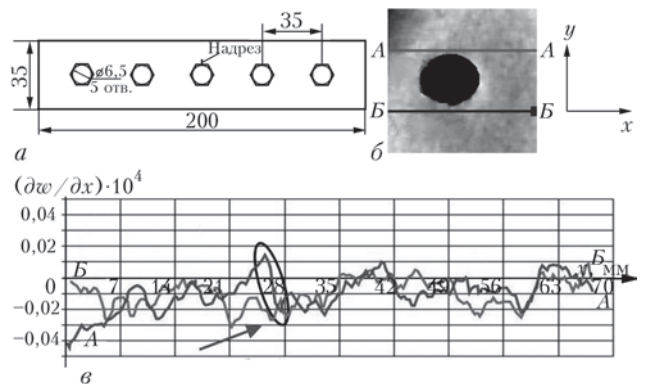 35
Надрез
⌀6,5
5 отв.
35
200
а
А А
Б Б
y
x
б
(∂w/∂x)·10⁴
0,04
0,02
0
−0,02
−0,04
Б
А
7 14 21 28 35 42 49 56 63 70
Б
мм
А
в